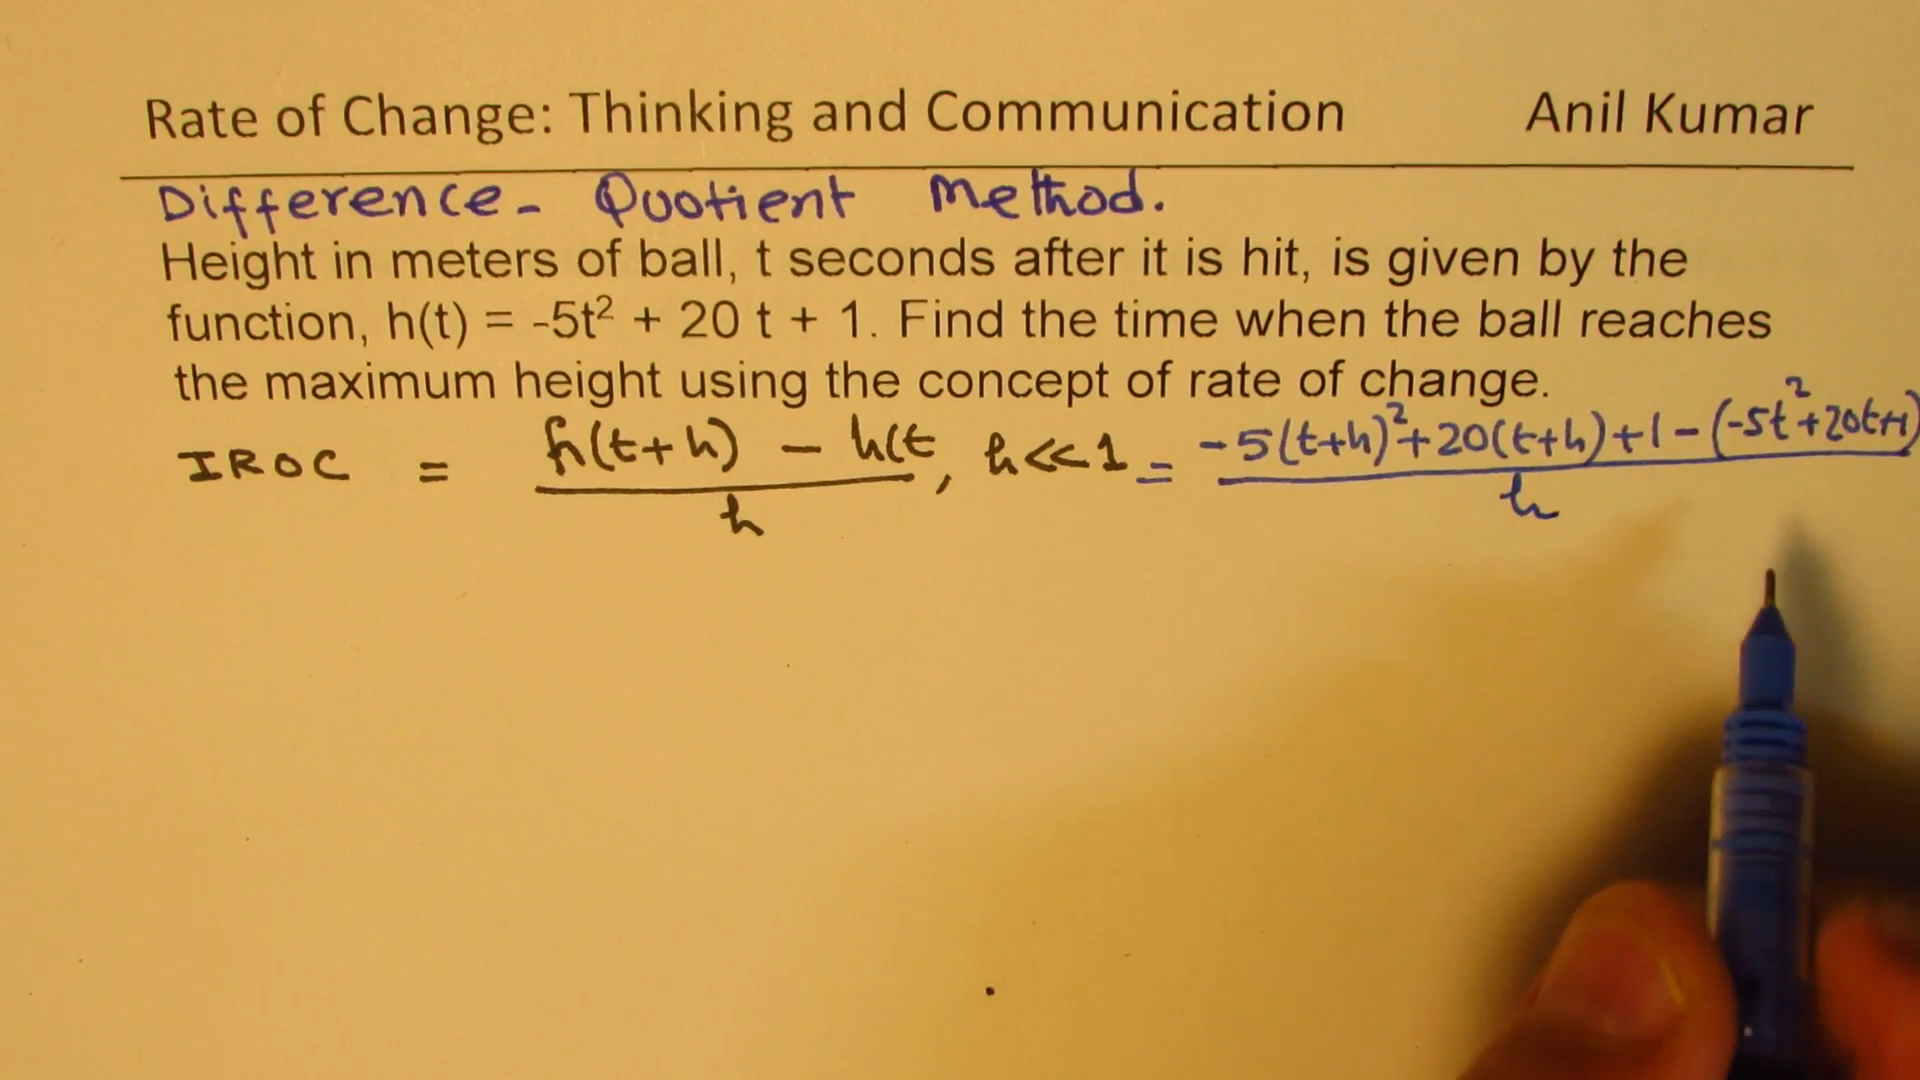 Rate of Change: Thinking and Communication Anil Kumar
Difference - Quotient Method.
Height in meters of ball, t seconds after it is hit, is given by the
function, h(t) = -5t² + 20 t + 1. Find the time when the ball reaches
the maximum height using the concept of rate of change.
IROC = h(t+h) - h(t / h , h<<1 = -5(t+h)²+20(t+h)+1-(-5t²+20t+1) / h